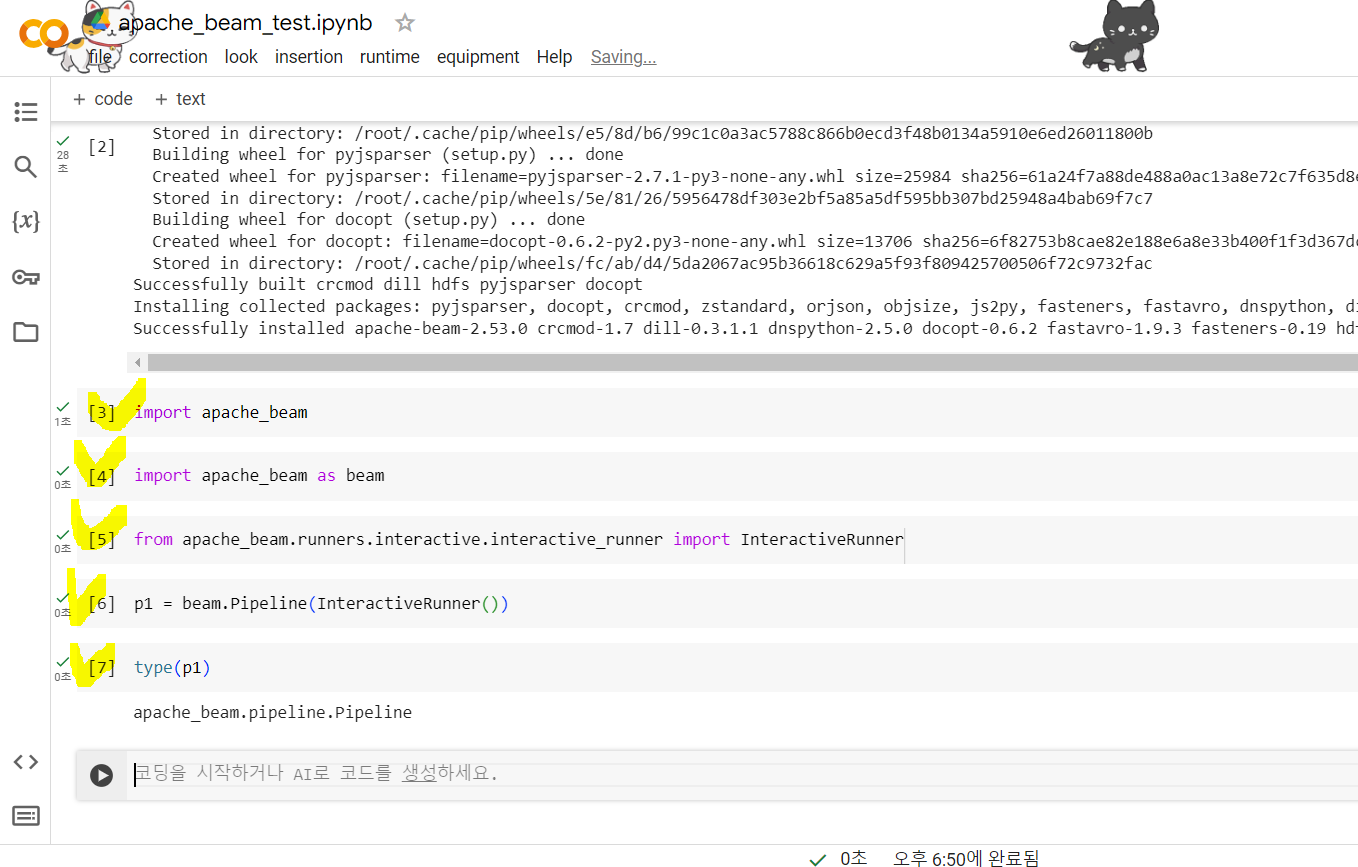 apache_beam_test.ipynb
file correction look insertion runtime equipment Help Saving...
+ code + text
[2]
28
초
Stored in directory: /root/.cache/pip/wheels/e5/8d/b6/99c1c0a3ac5788c866b0ecd3f48b0134a5910e6ed26011800b
Building wheel for pyjsparser (setup.py) ... done
Created wheel for pyjsparser: filename=pyjsparser-2.7.1-py3-none-any.whl size=25984 sha256=61a24f7a88de488a0ac13a8e72c7f635d8
Stored in directory: /root/.cache/pip/wheels/5e/81/26/5956478df303e2bf5a85a5df595bb307bd25948a4bab69f7c7
Building wheel for docopt (setup.py) ... done
Created wheel for docopt: filename=docopt-0.6.2-py2.py3-none-any.whl size=13706 sha256=6f82753b8cae82e188e6a8e33b400f1f3d367d
Stored in directory: /root/.cache/pip/wheels/fc/ab/d4/5da2067ac95b36618c629a5f93f809425700506f72c9732fac
Successfully built crcmod dill hdfs pyjsparser docopt
Installing collected packages: pyjsparser, docopt, crcmod, zstandard, orjson, objsize, js2py, fasteners, fastavro, dnspython, di
Successfully installed apache-beam-2.53.0 crcmod-1.7 dill-0.3.1.1 dnspython-2.5.0 docopt-0.6.2 fastavro-1.9.3 fasteners-0.19 hd
1초 [3] import apache_beam
0초 [4] import apache_beam as beam
0초 [5] from apache_beam.runners.interactive.interactive_runner import InteractiveRunner
0초 [6] p1 = beam.Pipeline(InteractiveRunner())
0초 [7] type(p1)
apache_beam.pipeline.Pipeline
코딩을 시작하거나 AI로 코드를 생성하세요.
0초 오후 6:50에 완료됨